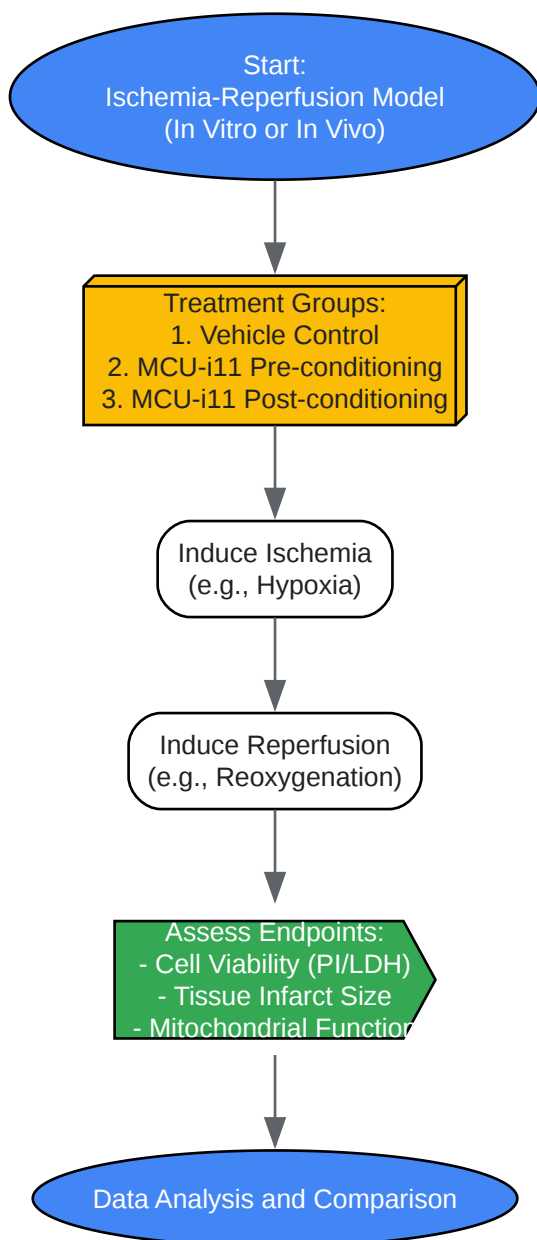 Start:
Ischemia-Reperfusion Model
(In Vitro or In Vivo)
Treatment Groups:
1. Vehicle Control
2. MCU-i11 Pre-conditioning
3. MCU-i11 Post-conditioning
Induce Ischemia
(e.g., Hypoxia)
Induce Reperfusion
(e.g., Reoxygenation)
Assess Endpoints:
- Cell Viability (PI/LDH)
- Tissue Infarct Size
- Mitochondrial Function
Data Analysis and Comparison